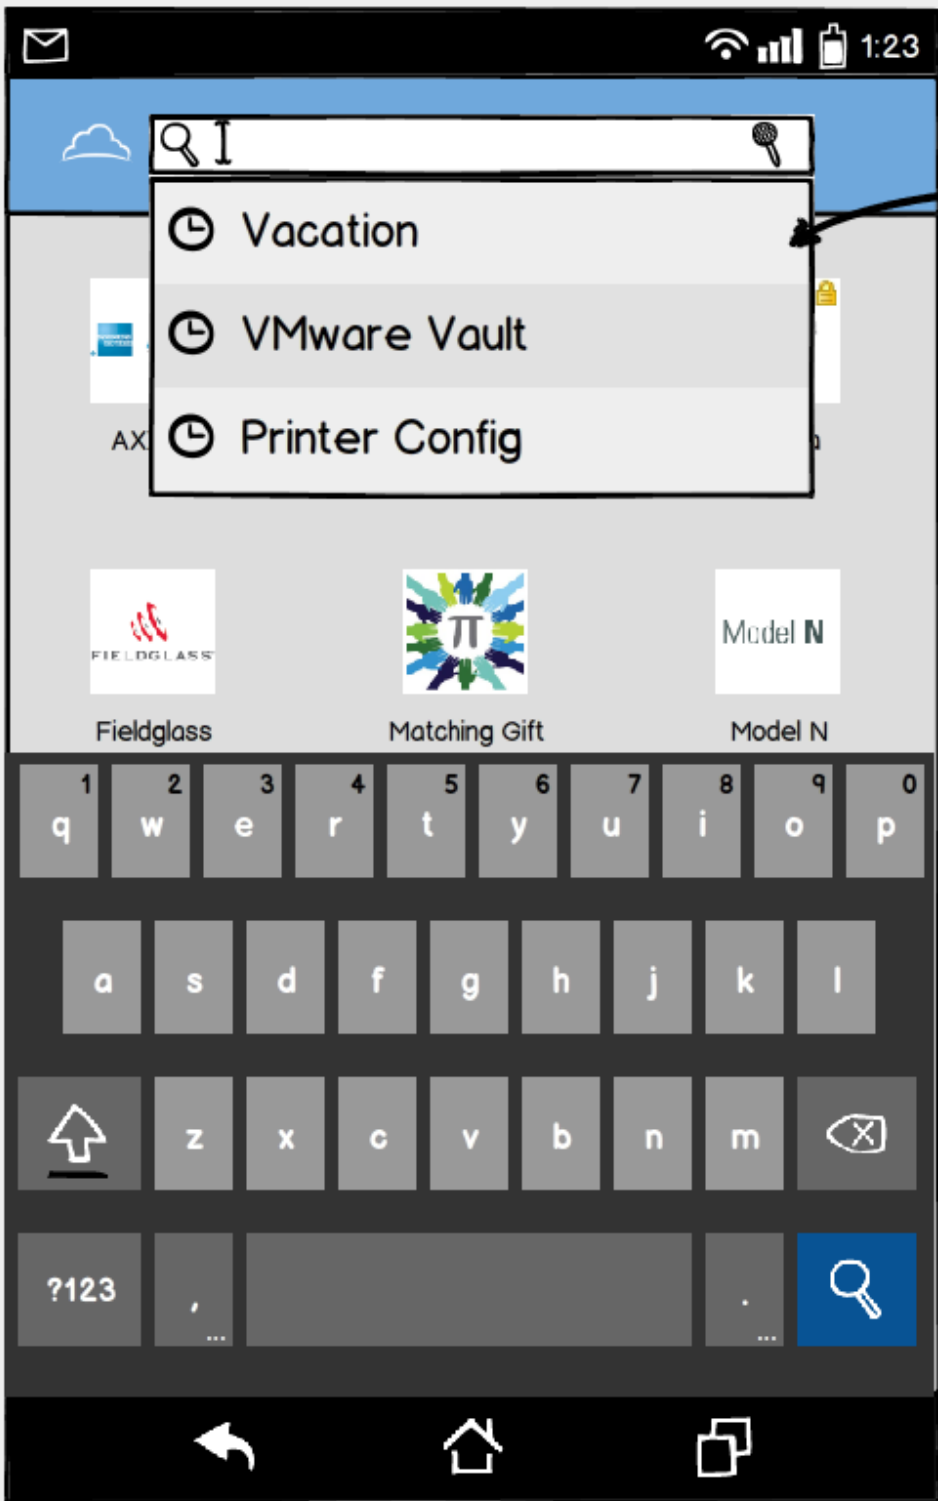 1:23
Vacation
VMware Vault
Printer Config
AX
FIELDGLASS
Model N
π
Fieldglass
Matching Gift
Model N
1 2 3 4 5 6 7 8 9 0
q w e r t y u i o p
a s d f g h j k l
z x c v b n m
?123 , ... . ...